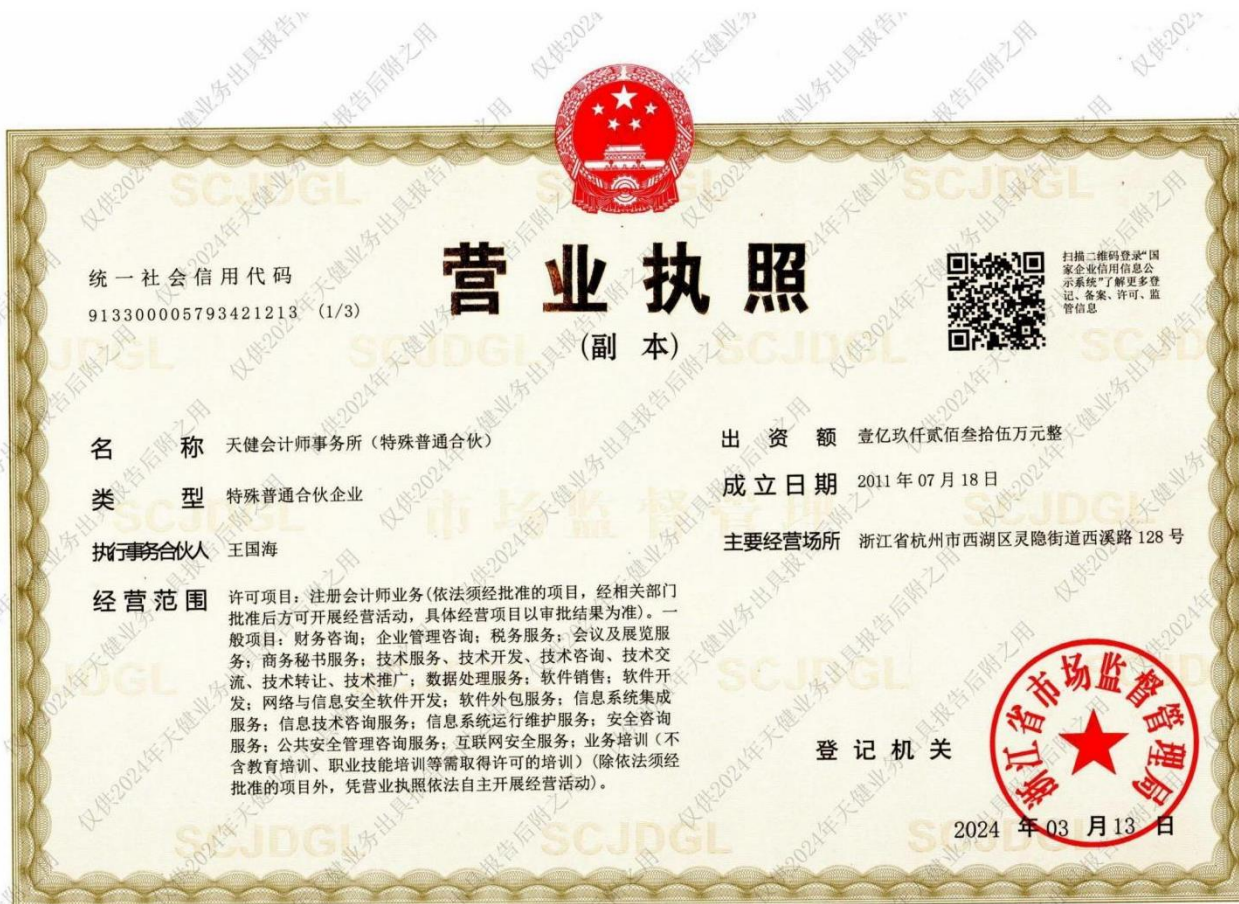 营业执照
(副 本)
统一社会信用代码
913300005793421213 (1/3)
扫描二维码登录“国
家企业信用信息公
示系统”了解更多登
记、备案、许可、监
管信息
名 称 天健会计师事务所（特殊普通合伙）
类 型 特殊普通合伙企业
执行事务合伙人 王国海
经营范围 许可项目：注册会计师业务(依法须经批准的项目，经相关部门
批准后方可开展经营活动，具体经营项目以审批结果为准)。一
般项目：财务咨询；企业管理咨询；税务服务；会议及展览服
务；商务秘书服务；技术服务、技术开发、技术咨询、技术交
流、技术转让、技术推广；数据处理服务；软件销售；软件开
发；网络与信息安全软件开发；软件外包服务；信息系统集成
服务；信息技术咨询服务；信息系统运行维护服务；安全咨询
服务；公共安全管理咨询服务；互联网安全服务；业务培训（不
含教育培训、职业技能培训等需取得许可的培训）(除依法须经
批准的项目外，凭营业执照依法自主开展经营活动)。
出 资 额 壹亿玖仟贰佰叁拾伍万元整
成立日期 2011年07月18日
主要经营场所 浙江省杭州市西湖区灵隐街道西溪路128号
登记机关
浙江省市场监督管理局
2024 年 03 月 13 日
SCJDGL
市场监督管理
仅供2024年天健业务出具报告后附之用